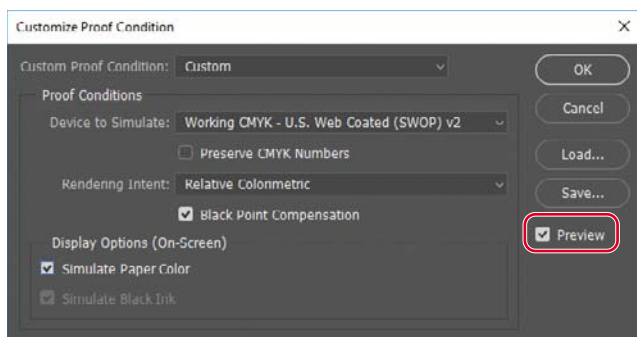 Customize Proof Condition
Custom Proof Condition: Custom
OK
Proof Conditions
Cancel
Device to Simulate: Working CMYK - U.S. Web Coated (SWOP) v2
Preserve CMYK Numbers
Load...
Rendering Intent: Relative Colorimetric
Save...
Black Point Compensation
Preview
Display Options (On-Screen)
Simulate Paper Color
Simulate Black Ink